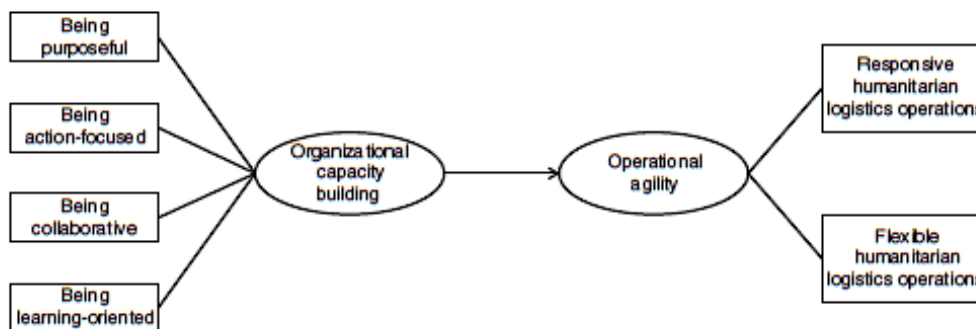 Being
purposeful
Being
action-focused
Being
collaborative
Being
learning-oriented
Organizational
capacity
building
Operational
agility
Responsive
humanitarian
logistics operations
Flexible
humanitarian
logistics operations